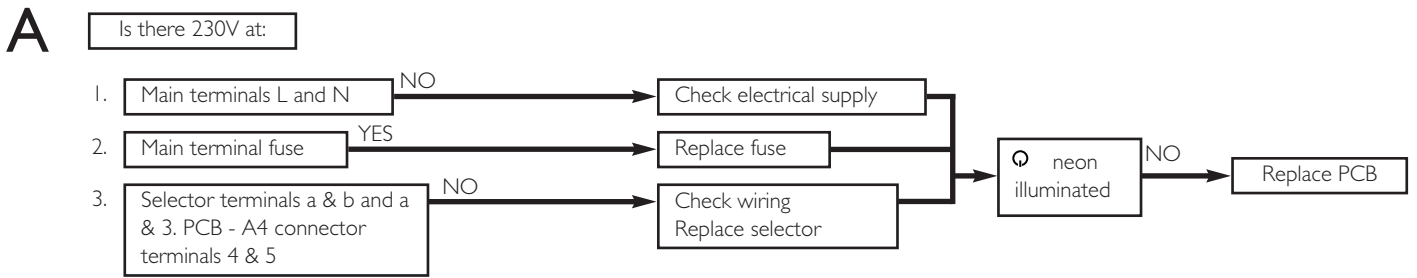 A
Is there 230V at:
1. Main terminals L and N
NO
Check electrical supply
2. Main terminal fuse
YES
Replace fuse
3. Selector terminals a & b and a
& 3. PCB - A4 connector
terminals 4 & 5
NO
Check wiring
Replace selector
neon
illuminated
NO
Replace PCB